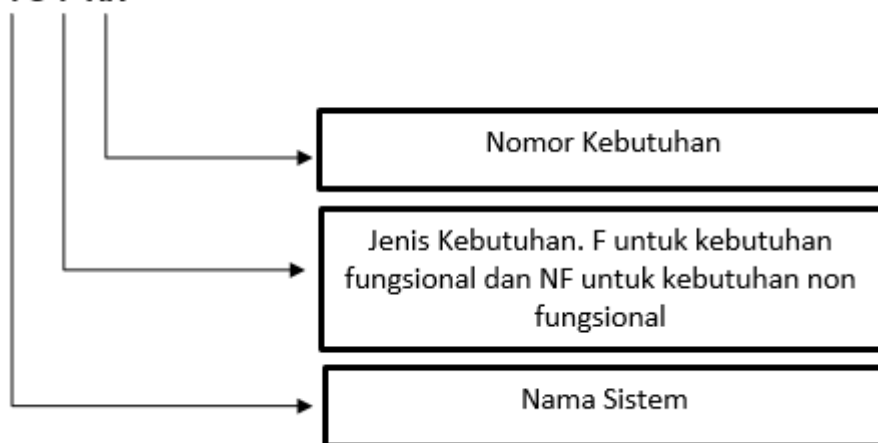 Nomor Kebutuhan
Jenis Kebutuhan. F untuk kebutuhan
fungsional dan NF untuk kebutuhan non
fungsional
Nama Sistem